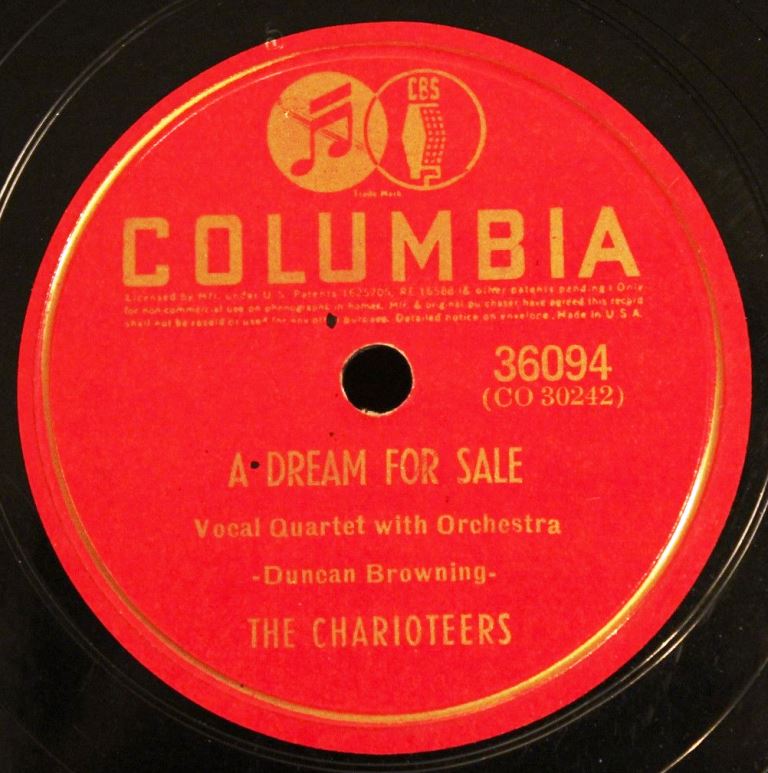 CBS
Trade Mark
COLUMBIA
Licensed by Mfr. under U.S. Patents 1625705, RE 16588 (& other patents pending) Only
for non-commercial use on phonographs in homes. Mfr. & original purchaser have agreed this record
shall not be resold or used for any other purpose. Detailed notice on envelope. Made in U.S.A.
36094
(CO 30242)
A DREAM FOR SALE
Vocal Quartet with Orchestra
-Duncan Browning-
THE CHARIOTEERS